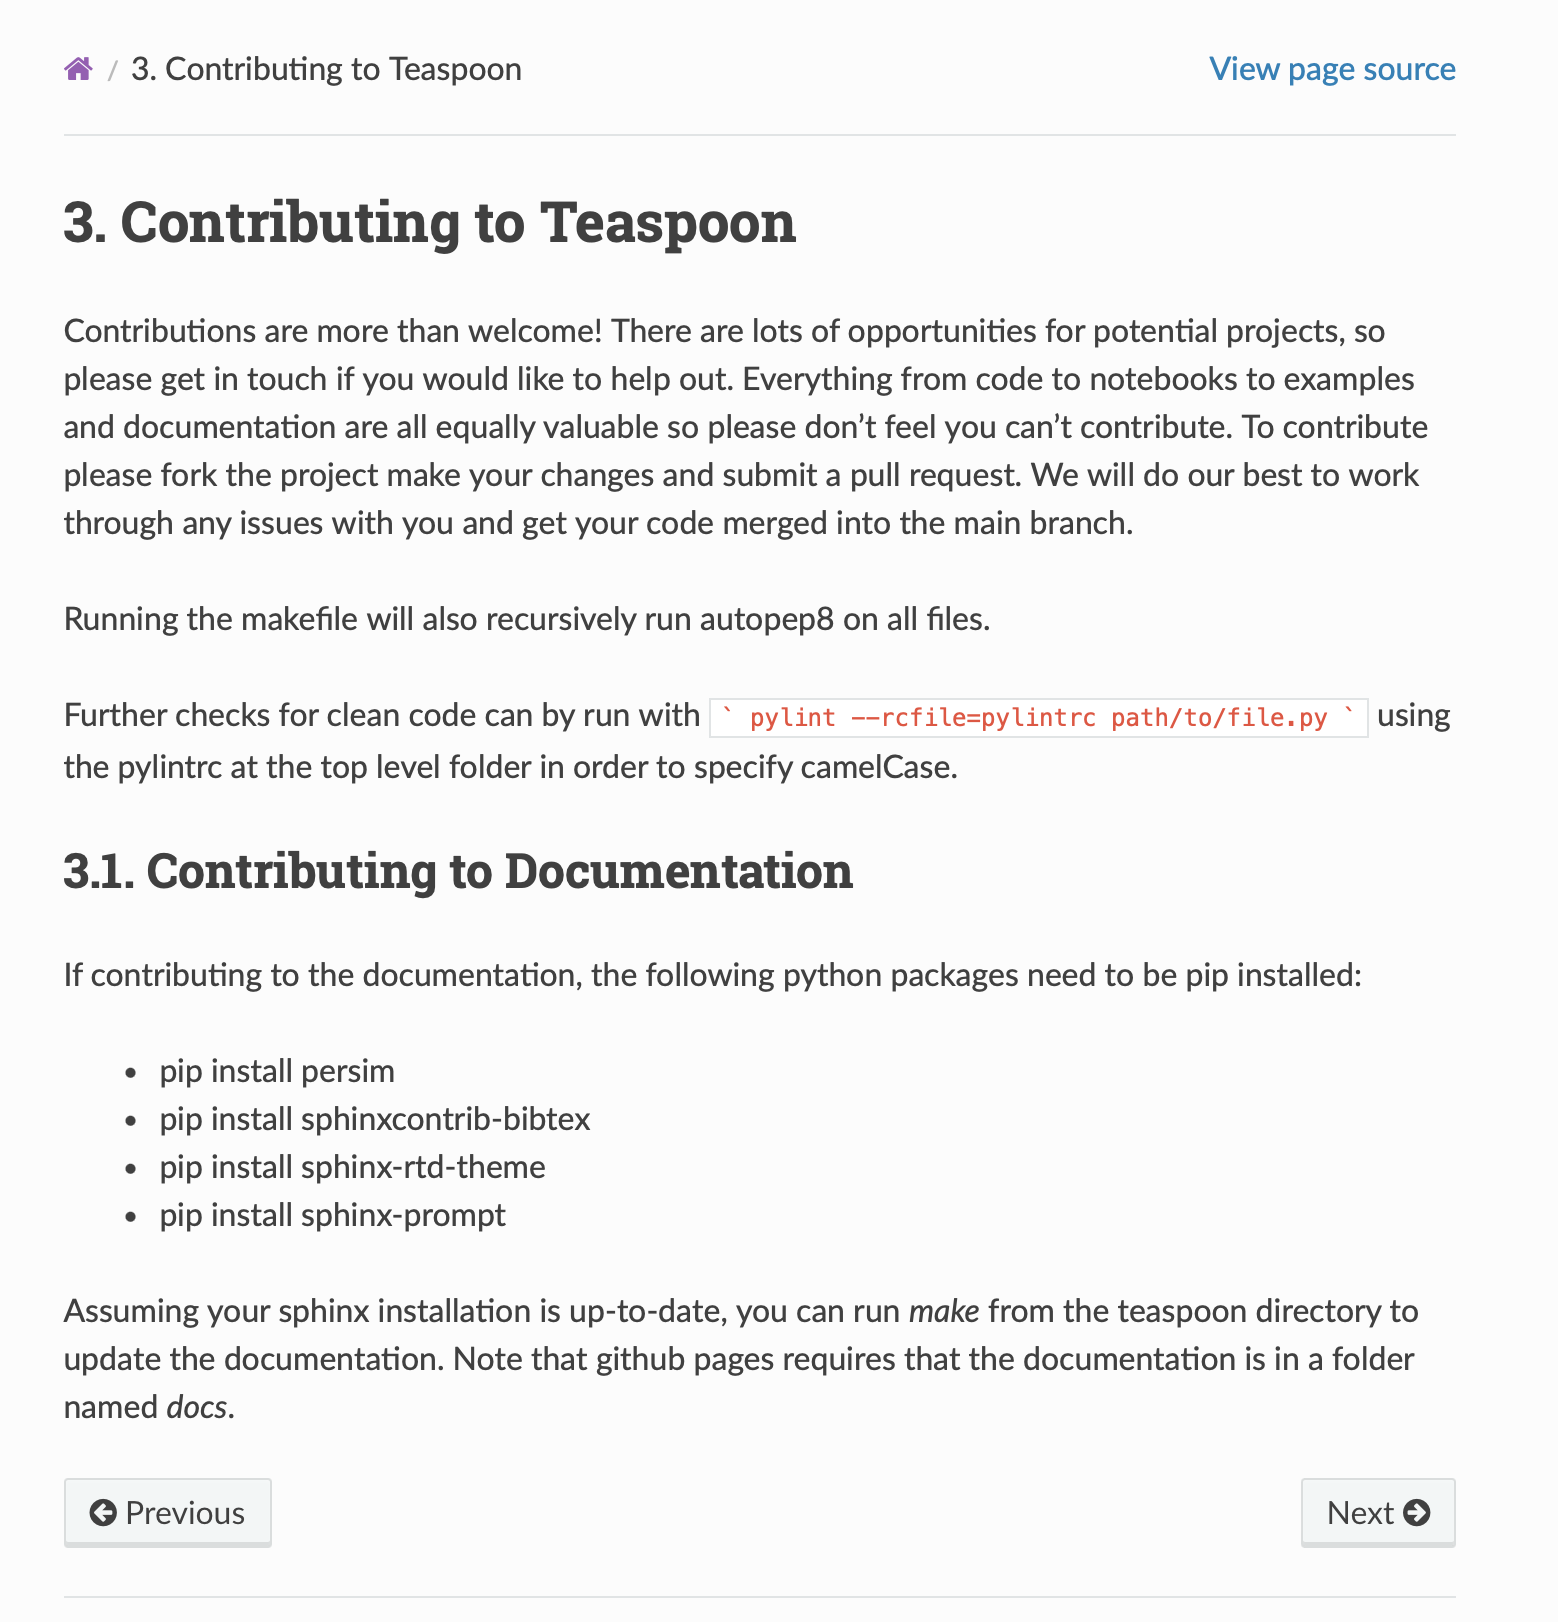 / 3. Contributing to Teaspoon
View page source
3. Contributing to Teaspoon
Contributions are more than welcome! There are lots of opportunities for potential projects, so
please get in touch if you would like to help out. Everything from code to notebooks to examples
and documentation are all equally valuable so please don’t feel you can’t contribute. To contribute
please fork the project make your changes and submit a pull request. We will do our best to work
through any issues with you and get your code merged into the main branch.
Running the makefile will also recursively run autopep8 on all files.
Further checks for clean code can by run with ` pylint --rcfile=pylintrc path/to/file.py ` using
the pylintrc at the top level folder in order to specify camelCase.
3.1. Contributing to Documentation
If contributing to the documentation, the following python packages need to be pip installed:
• pip install persim
• pip install sphinxcontrib-bibtex
• pip install sphinx-rtd-theme
• pip install sphinx-prompt
Assuming your sphinx installation is up-to-date, you can run make from the teaspoon directory to
update the documentation. Note that github pages requires that the documentation is in a folder
named docs.
Previous
Next